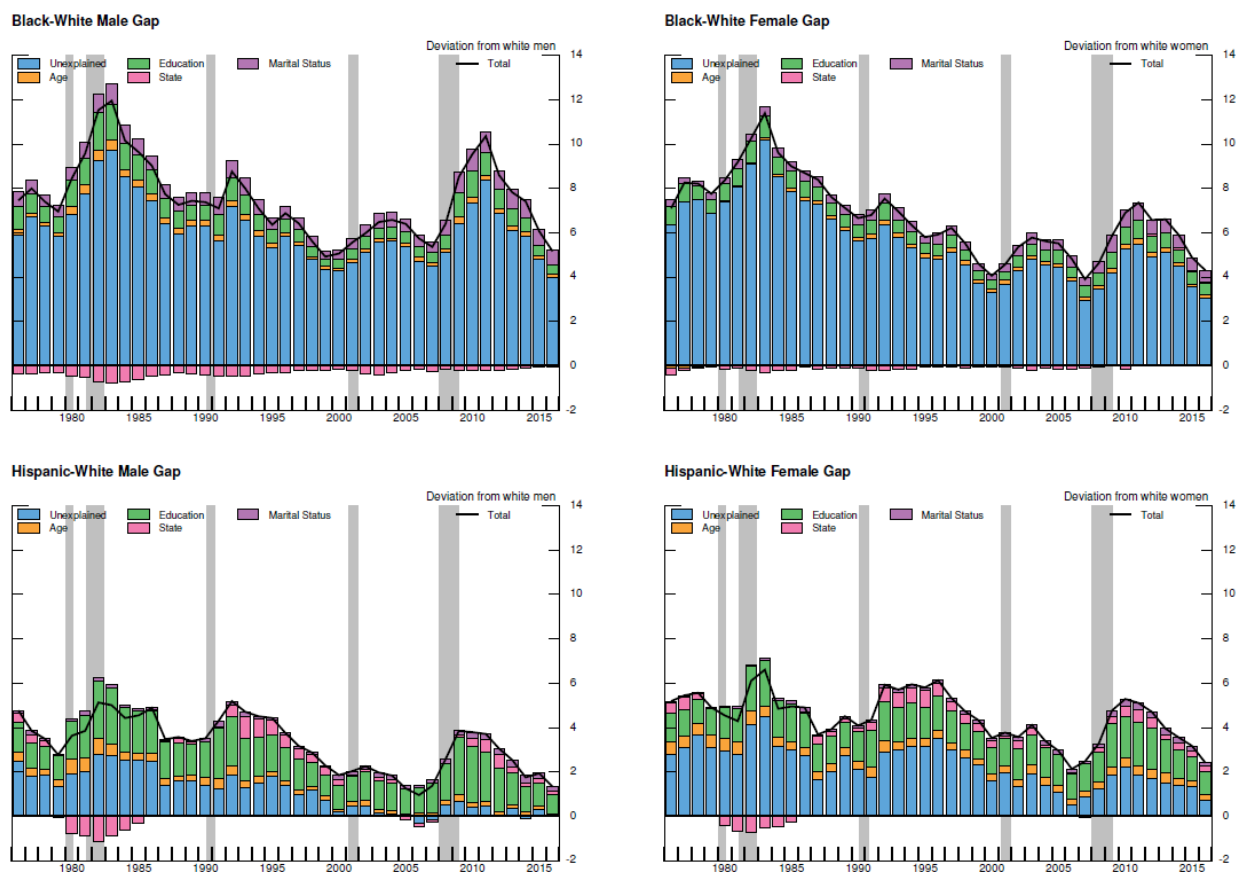 Black-White Male Gap
Deviation from white men
Unexplained Education Marital Status Total
Age State
14
12
10
8
6
4
2
0
-2
1980 1985 1990 1995 2000 2005 2010 2015
Black-White Female Gap
Deviation from white women
Unexplained Education Marital Status Total
Age State
14
12
10
8
6
4
2
0
-2
1980 1985 1990 1995 2000 2005 2010 2015
Hispanic-White Male Gap
Deviation from white men
Unexplained Education Marital Status Total
Age State
14
12
10
8
6
4
2
0
-2
1980 1985 1990 1995 2000 2005 2010 2015
Hispanic-White Female Gap
Deviation from white women
Unexplained Education Marital Status Total
Age State
14
12
10
8
6
4
2
0
-2
1980 1985 1990 1995 2000 2005 2010 2015